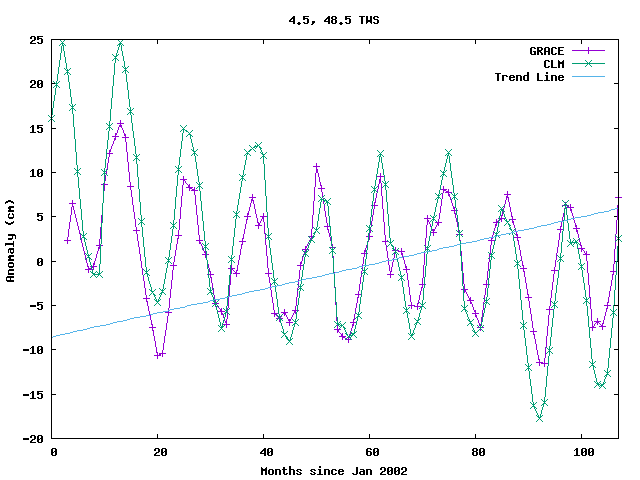 4.5, 48.5 TWS
GRACE
CLM
Trend Line
Anomaly (cm)
25
20
15
10
5
0
-5
-10
-15
-20
0 20 40 60 80 100
Months since Jan 2002